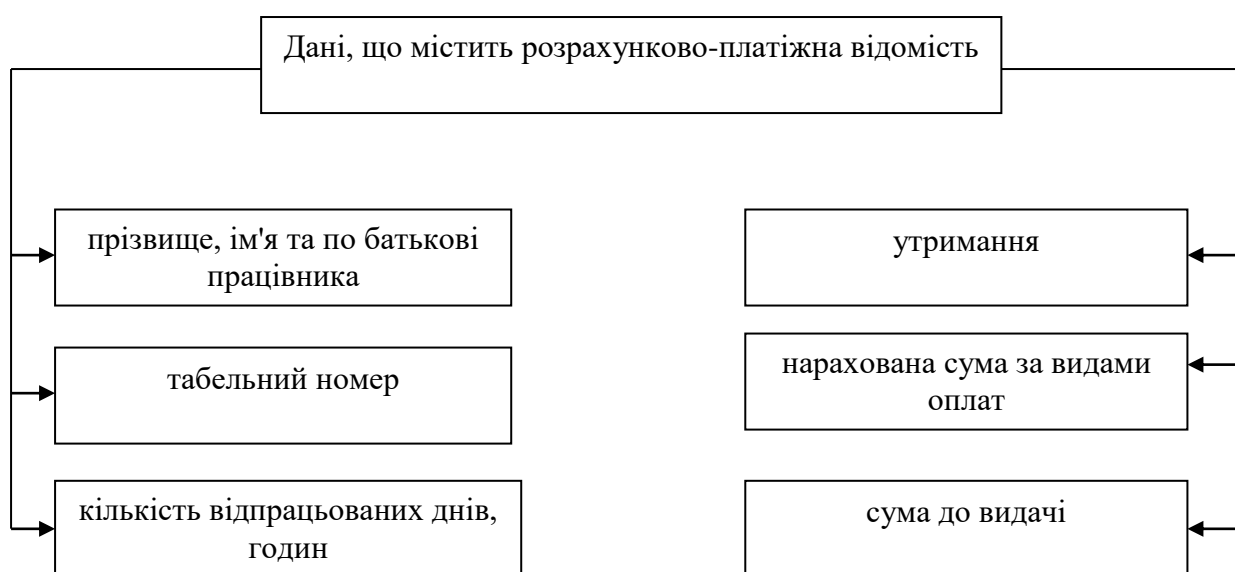 Дані, що містить розрахунково-платіжна відомість
прізвище, ім'я та по батькові
працівника
утримання
табельний номер
нарахована сума за видами
оплат
кількість відпрацьованих днів,
годин
сума до видачі